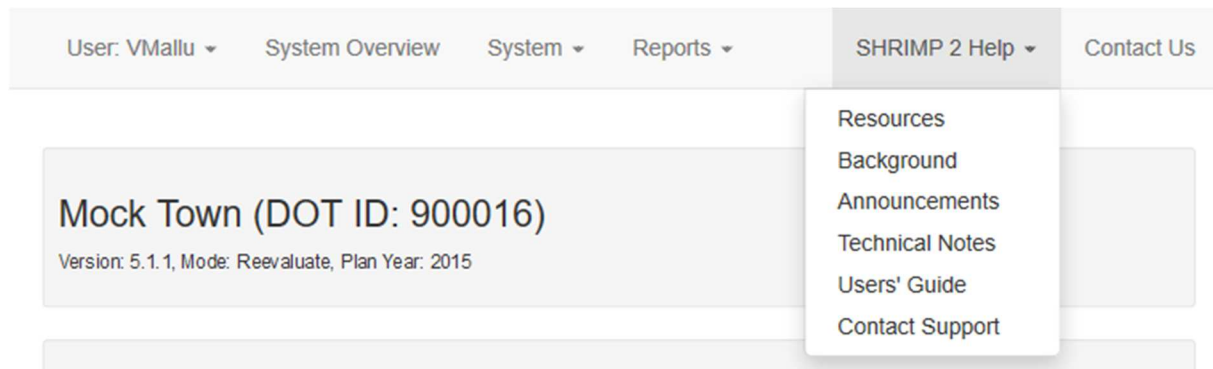 User: VMallu System Overview System Reports SHRIMP 2 Help Contact Us
Resources
Background
Announcements
Technical Notes
Users' Guide
Contact Support
Mock Town (DOT ID: 900016)
Version: 5.1.1, Mode: Reevaluate, Plan Year: 2015